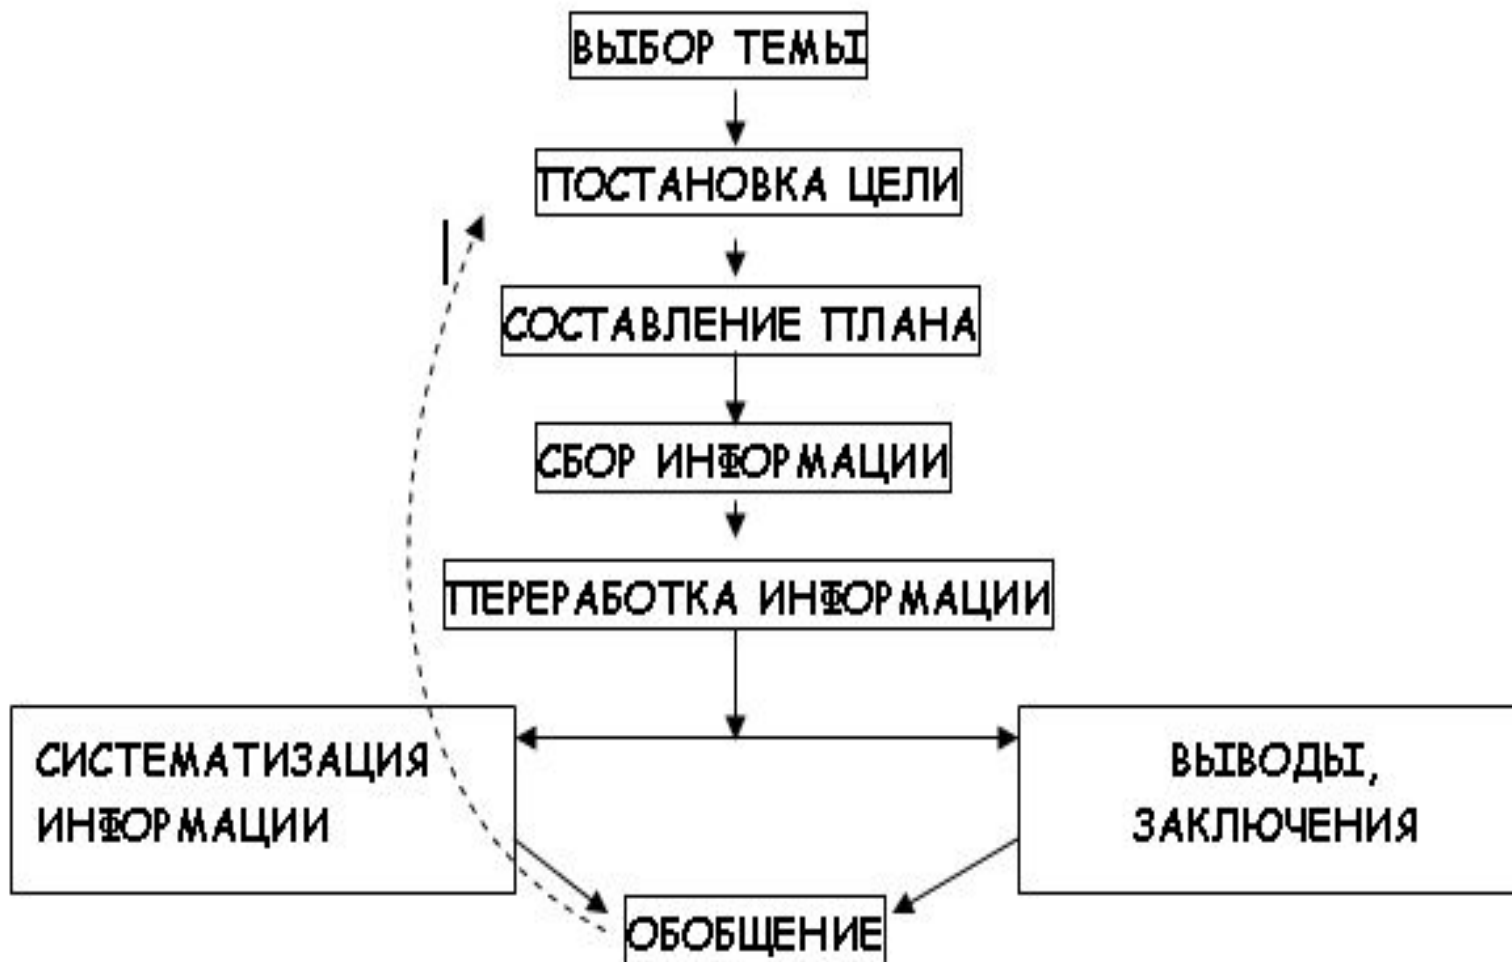 ВЫБОР ТЕМЫ
ПОСТАНОВКА ЦЕЛИ
СОСТАВЛЕНИЕ ПЛАНА
СБОР ИНФОРМАЦИИ
ПЕРЕРАБОТКА ИНФОРМАЦИИ
СИСТЕМАТИЗАЦИЯ
ИНФОРМАЦИИ
ВЫВОДЫ,
ЗАКЛЮЧЕНИЯ
ОБОБЩЕНИЕ